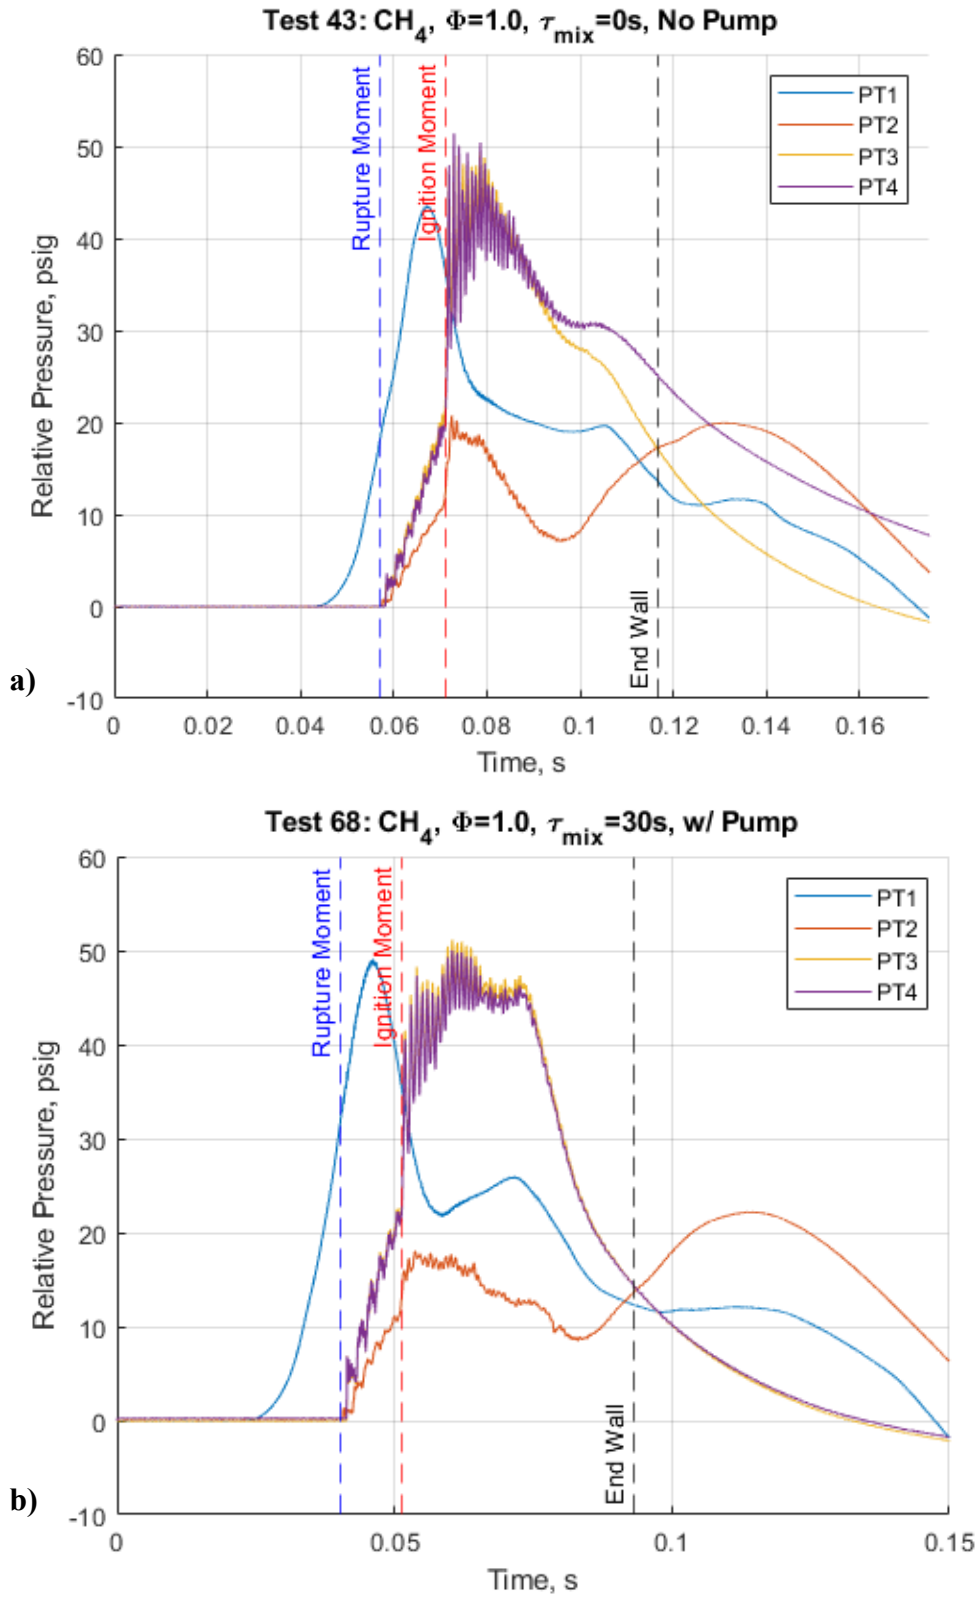 Test 43: CH4, Φ=1.0, τmix=0s, No Pump
60
50
40
30
20
10
0
-10
Relative Pressure, psig
Rupture Moment
Ignition Moment
End Wall
PT1
PT2
PT3
PT4
a)
0 0.02 0.04 0.06 0.08 0.1 0.12 0.14 0.16
Time, s
Test 68: CH4, Φ=1.0, τmix=30s, w/ Pump
60
50
40
30
20
10
0
-10
Relative Pressure, psig
Rupture Moment
Ignition Moment
End Wall
PT1
PT2
PT3
PT4
b)
0 0.05 0.1 0.15
Time, s